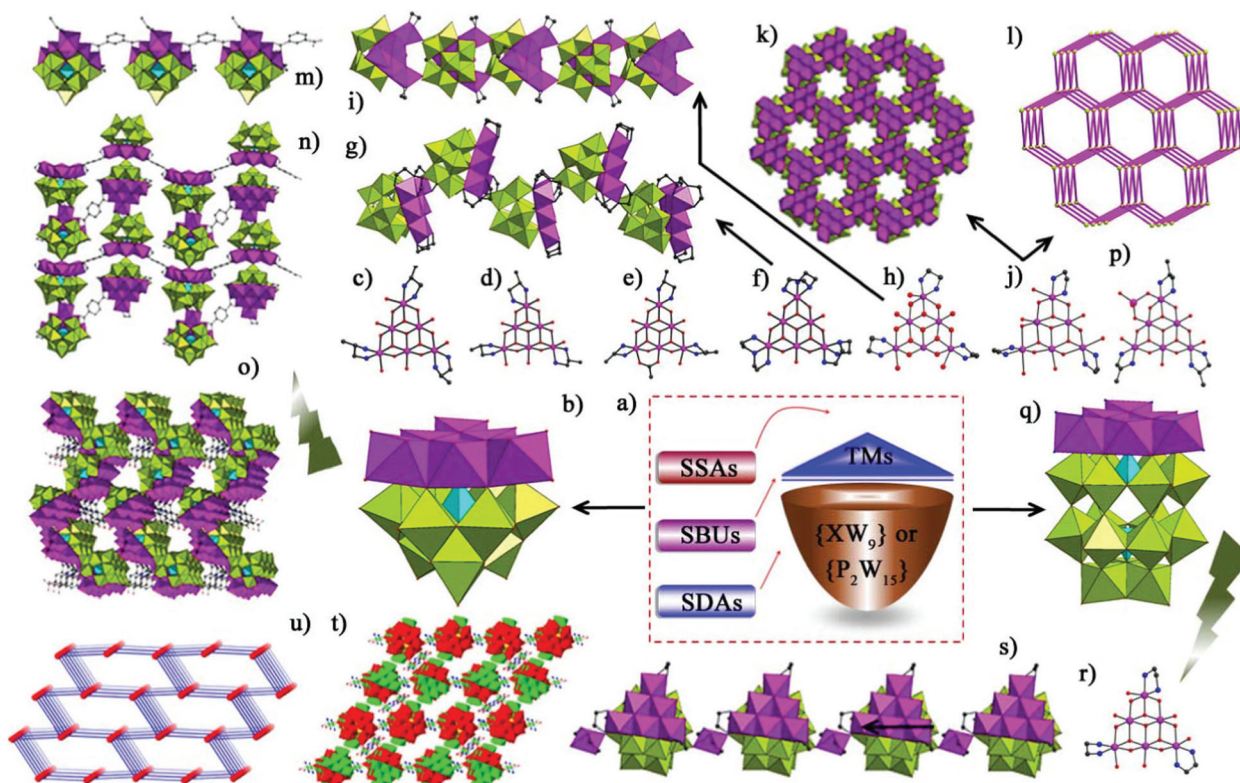 k)
l)
m)
i)
n)
g)
p)
c)
d)
e)
f)
h)
j)
o)
b)
a)
q)
SSAs
TMs
SBUs
{XW₉} or
{P₂W₁₅}
SDAs
u)
t)
s)
r)